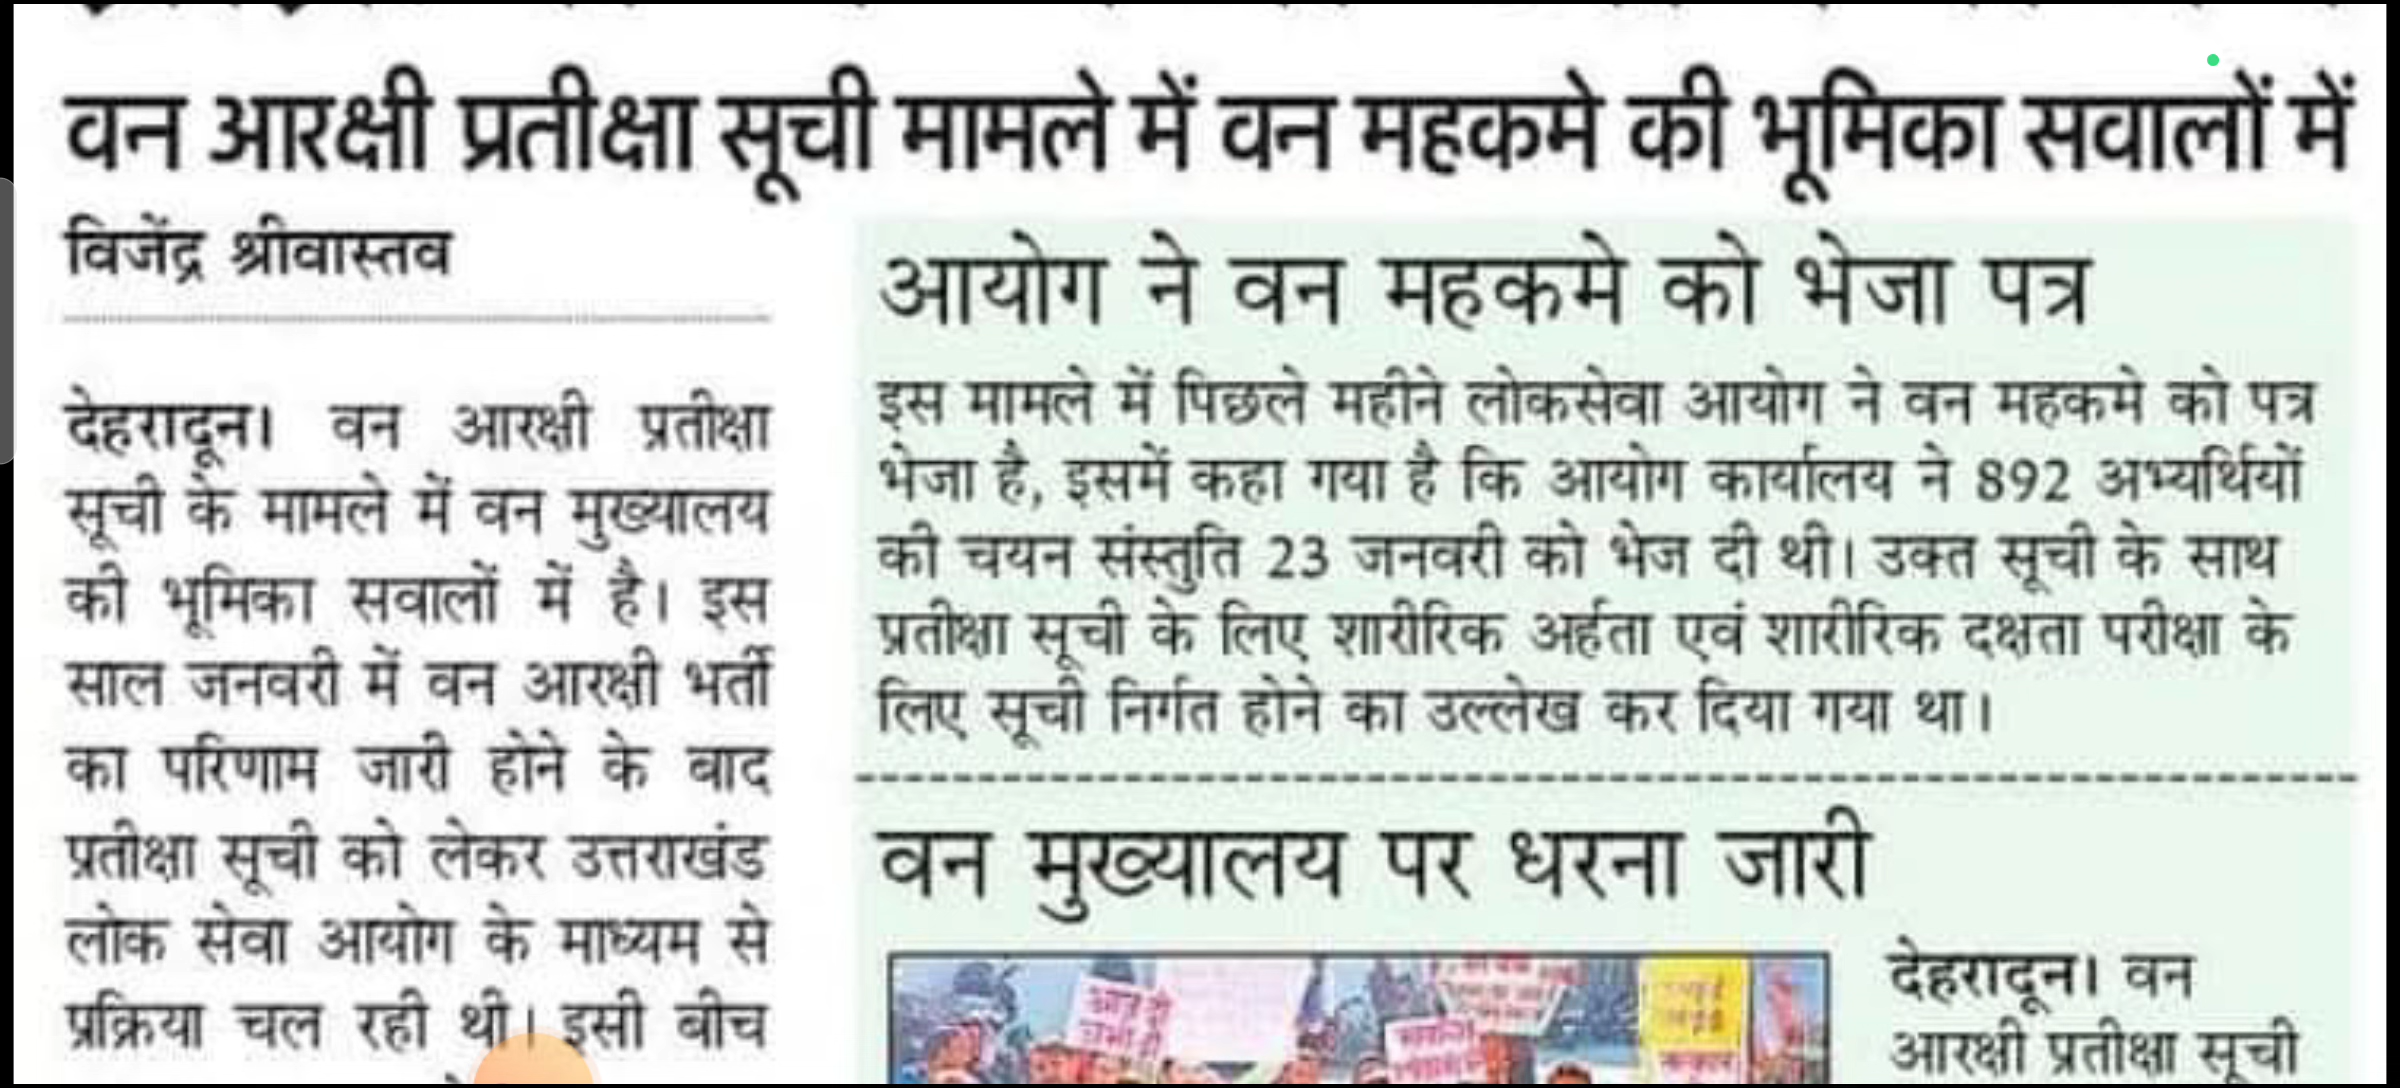 वन आरक्षी प्रतीक्षा सूची मामले में वन महकमे की भूमिका सवालों में
विजेंद्र श्रीवास्तव
देहरादून। वन आरक्षी प्रतीक्षा
सूची के मामले में वन मुख्यालय
की भूमिका सवालों में है। इस
साल जनवरी में वन आरक्षी भर्ती
का परिणाम जारी होने के बाद
प्रतीक्षा सूची को लेकर उत्तराखंड
लोक सेवा आयोग के माध्यम से
प्रक्रिया चल रही थी। इसी बीच
आयोग ने वन महकमे को भेजा पत्र
इस मामले में पिछले महीने लोकसेवा आयोग ने वन महकमे को पत्र
भेजा है, इसमें कहा गया है कि आयोग कार्यालय ने 892 अभ्यर्थियों
की चयन संस्तुति 23 जनवरी को भेज दी थी। उक्त सूची के साथ
प्रतीक्षा सूची के लिए शारीरिक अर्हता एवं शारीरिक दक्षता परीक्षा के
लिए सूची निर्गत होने का उल्लेख कर दिया गया था।
वन मुख्यालय पर धरना जारी
देहरादून। वन
आरक्षी प्रतीक्षा सूची